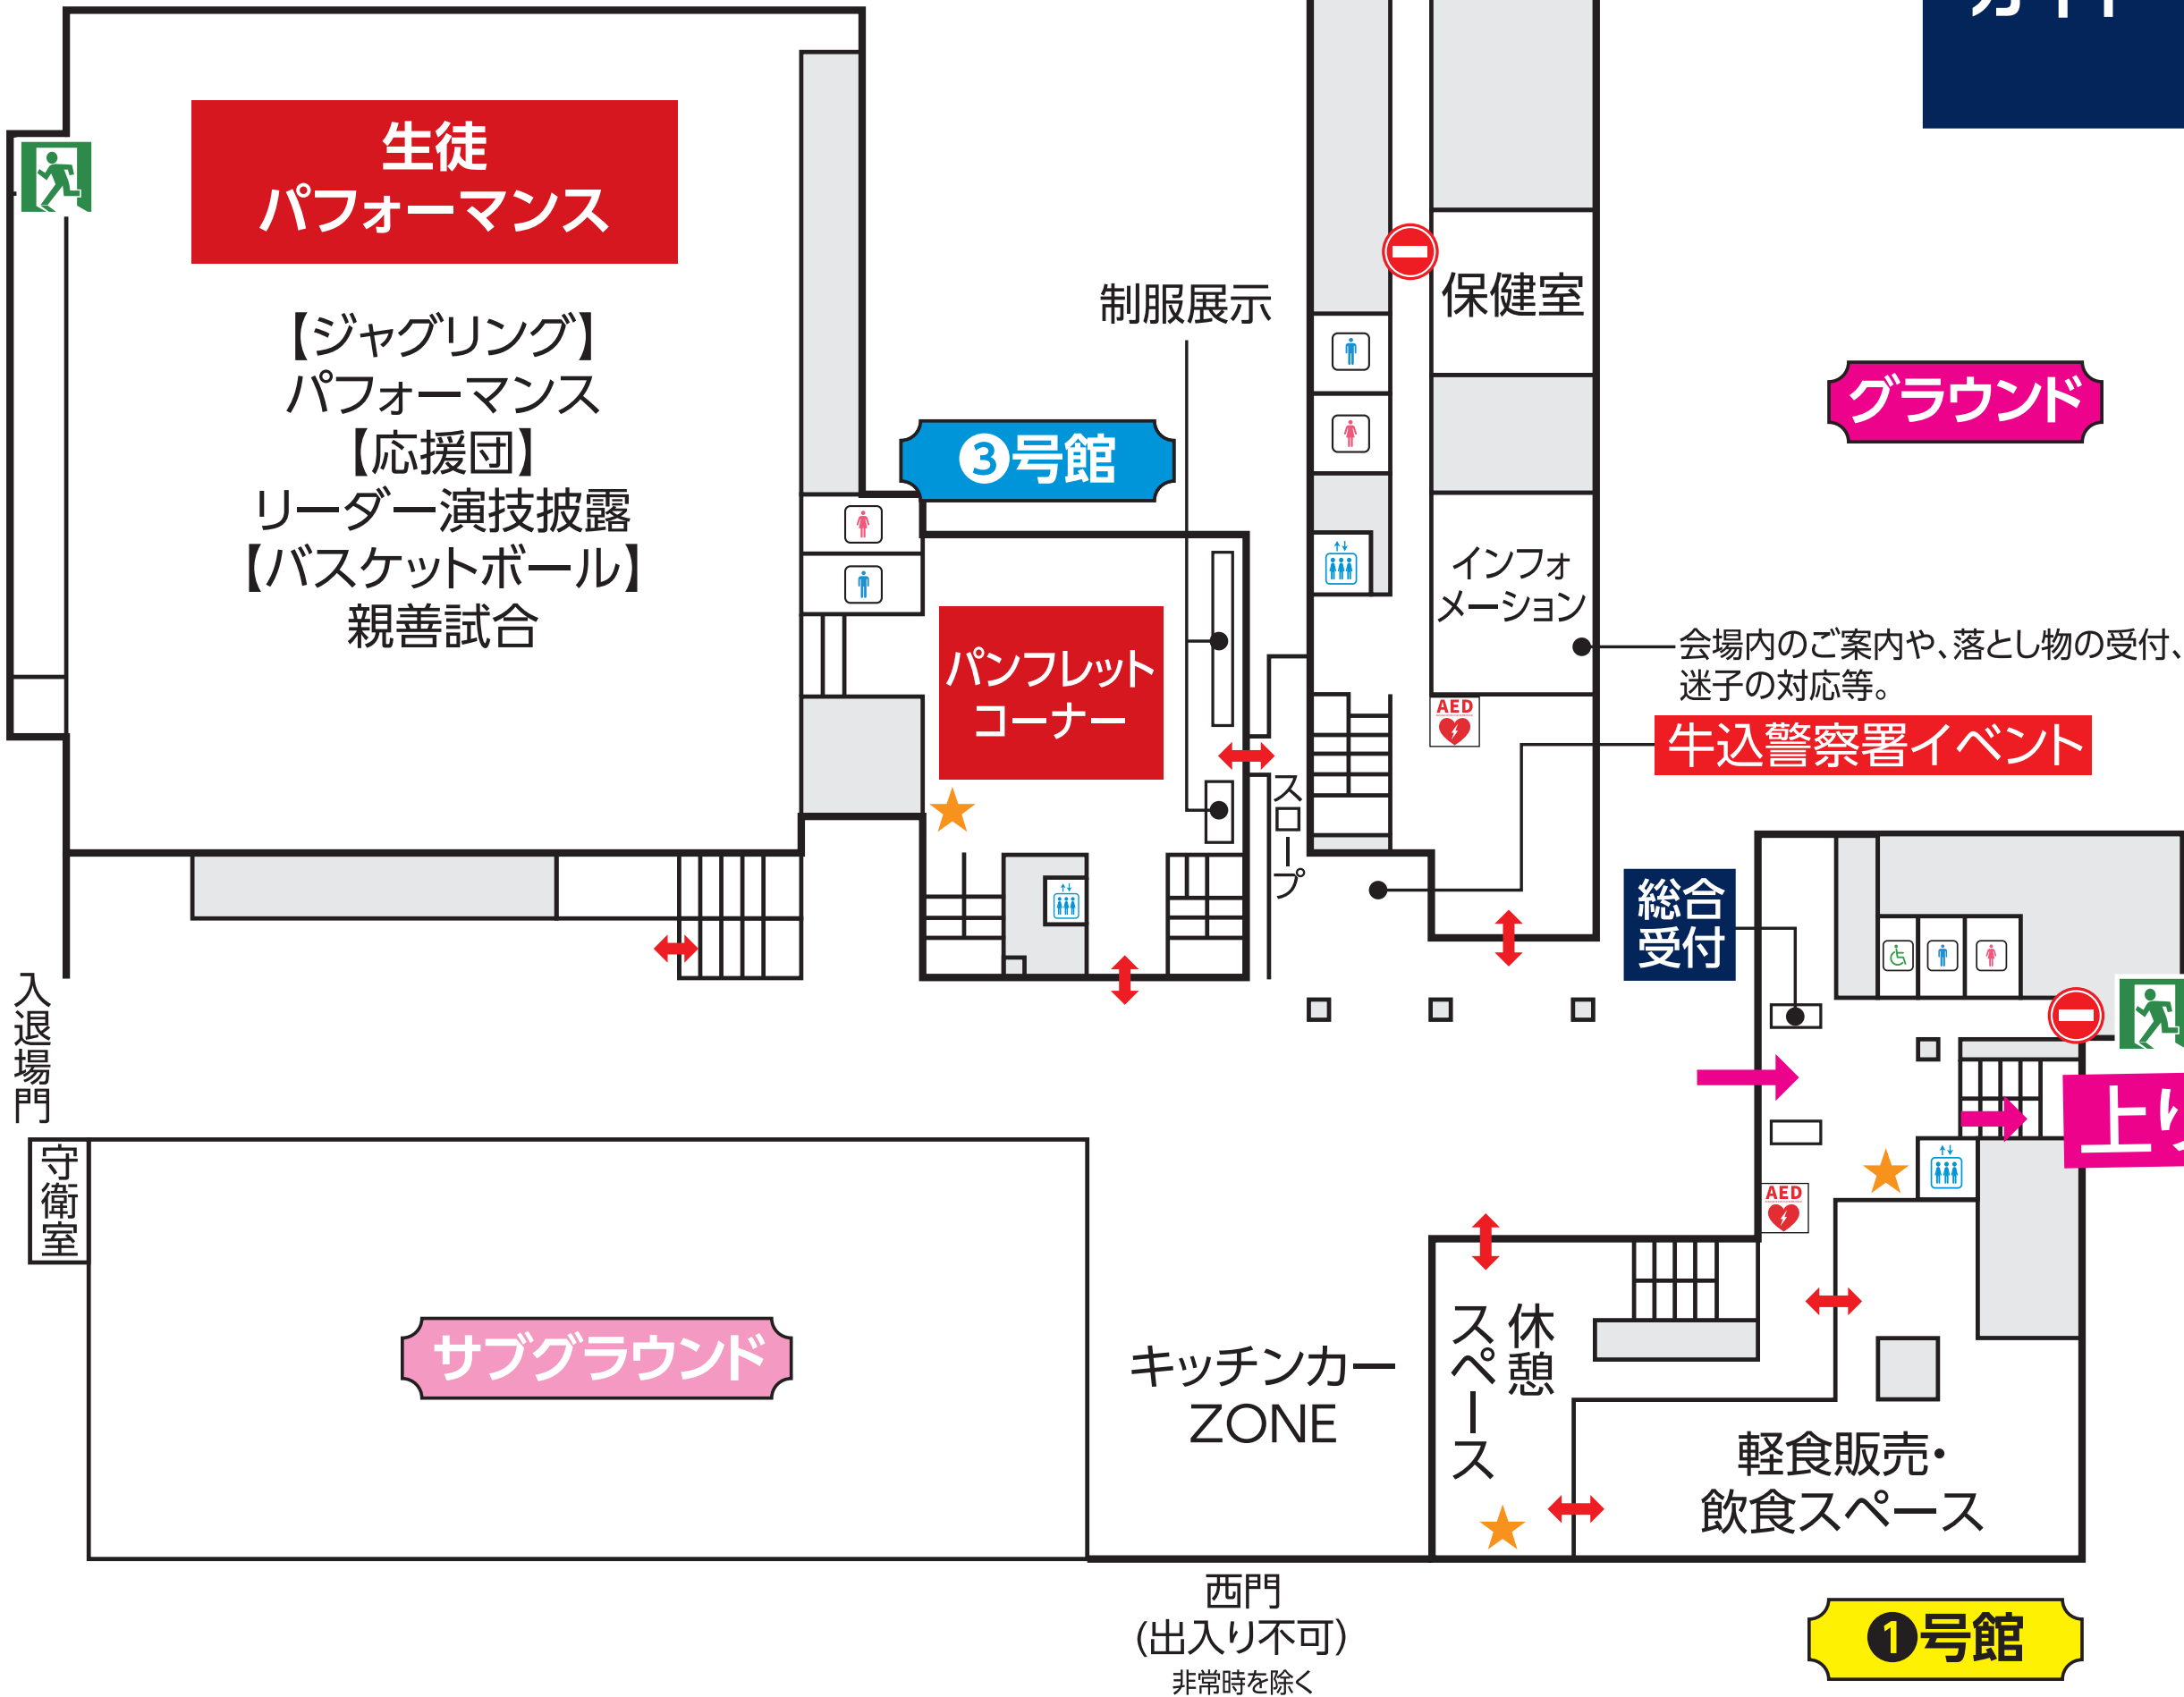 生徒
パフォーマンス
【ジャグリング】
パフォーマンス
【応援団】
リーダー演技披露
【バスケットボール】
親善試合
制服展示
❸号館
パンフレット
コーナー
スロープ
保健室
インフォ
メーション
AED
グラウンド
会場内のご案内や、落とし物の受付、
迷子の対応等。
牛込警察署イベント
総合
受付
上り
AED
入退場門
守衛室
サブグラウンド
キッチンカー
ZONE
休憩
スペース
軽食販売・
飲食スペース
西門
(出入り不可)
非常時を除く
❶号館